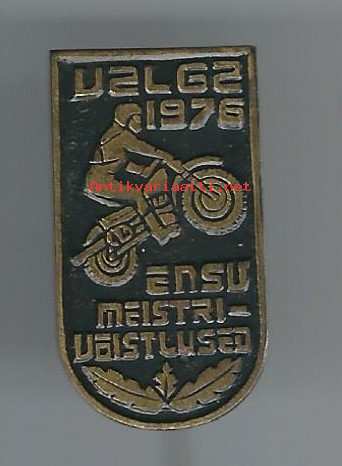 VALGA
1976
Antikvariaatti.net
ENSV
MEISTRI-
VÕISTLUSED